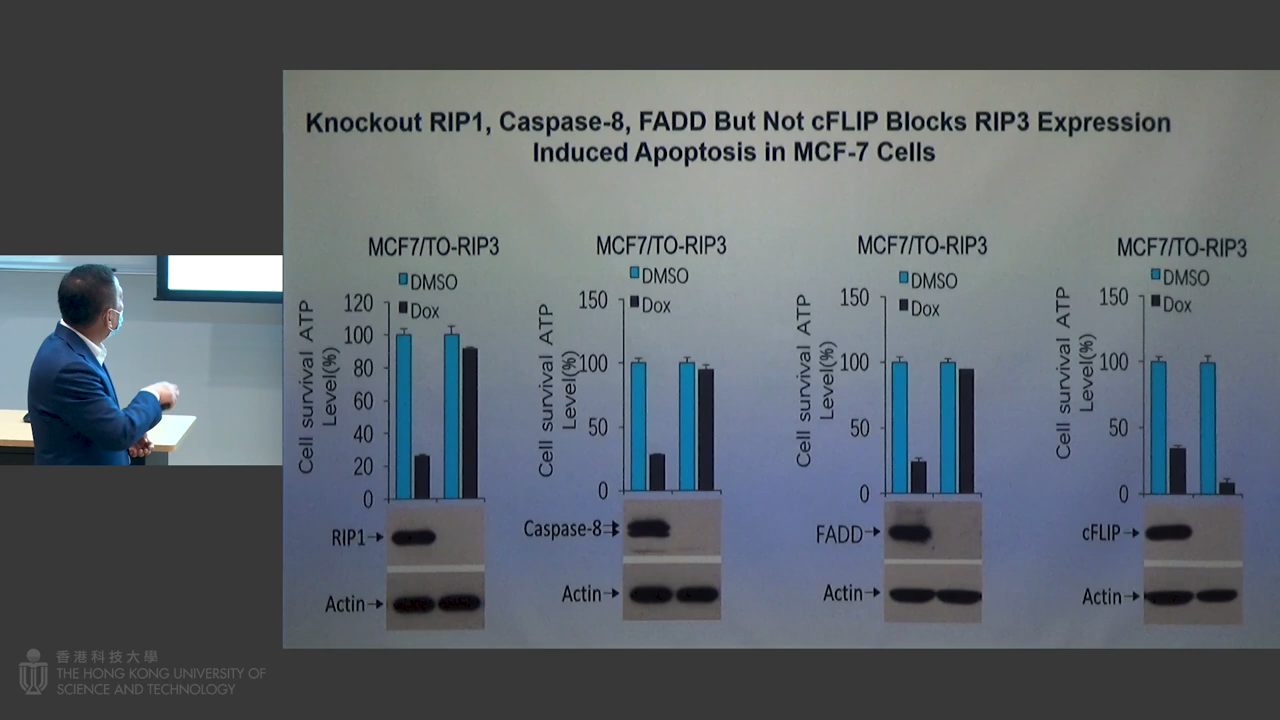 Knockout RIP1, Caspase-8, FADD But Not cFLIP Blocks RIP3 Expression
Induced Apoptosis in MCF-7 Cells
MCF7/TO-RIP3
DMSO
Dox
Cell survival ATP
Level(%)
120
100
80
60
40
20
0
RIP1
Actin
MCF7/TO-RIP3
DMSO
Dox
Cell survival ATP
Level(%)
150
100
50
0
Caspase-8
Actin
MCF7/TO-RIP3
DMSO
Dox
Cell survival ATP
Level(%)
150
100
50
0
FADD
Actin
MCF7/TO-RIP3
DMSO
Dox
Cell survival ATP
Level(%)
150
100
50
0
cFLIP
Actin
香港科技大學
THE HONG KONG UNIVERSITY OF
SCIENCE AND TECHNOLOGY